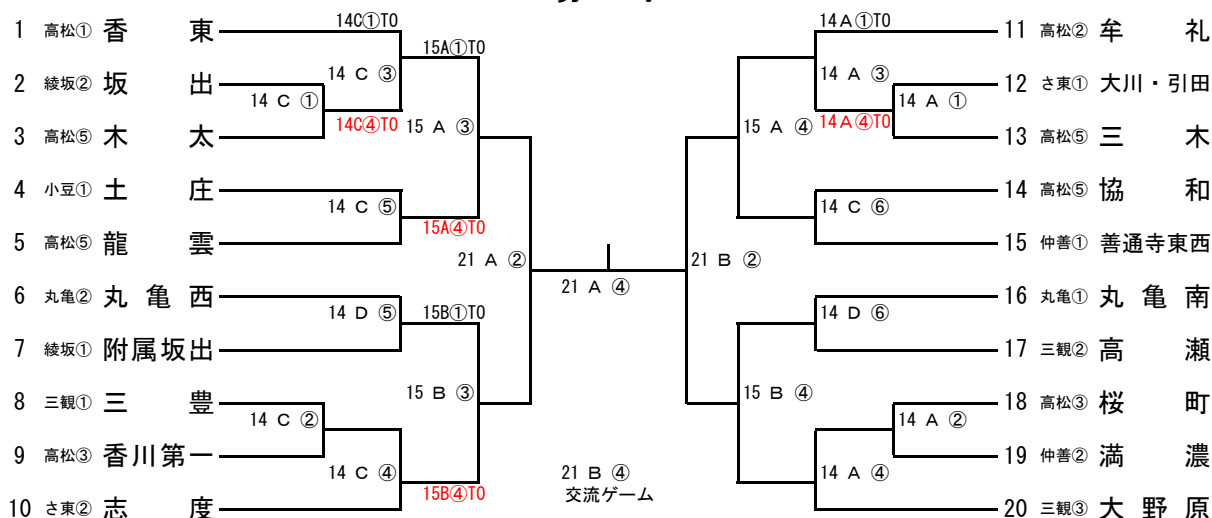 1 高松① 香東
14C①TO
15A①TO
2 綾坂② 坂出
14 C ③
14 C ①
14C④TO
15 A ③
3 高松⑤ 木太
4 小豆① 土庄
14 C ⑤
15A④TO
5 高松⑤ 龍雲
21 A ②
6 丸亀② 丸亀西
14 D ⑤
15B①TO
7 綾坂① 附属坂出
15 B ③
8 三観① 三豊
14 C ②
9 高松③ 香川第一
14 C ④
15B④TO
10 さ東② 志度
21 A ④
21 B ④
交流ゲーム
14A①TO
11 高松② 牟礼
14 A ③
12 さ東① 大川・引田
14 A ①
15 A ④
14A④TO
13 高松⑤ 三木
14 高松⑤ 協和
14 C ⑥
15 仲善① 善通寺東西
21 B ②
16 丸亀① 丸亀南
14 D ⑥
17 三観② 高瀬
15 B ④
18 高松③ 桜町
14 A ②
19 仲善② 満濃
14 A ④
20 三観③ 大野原